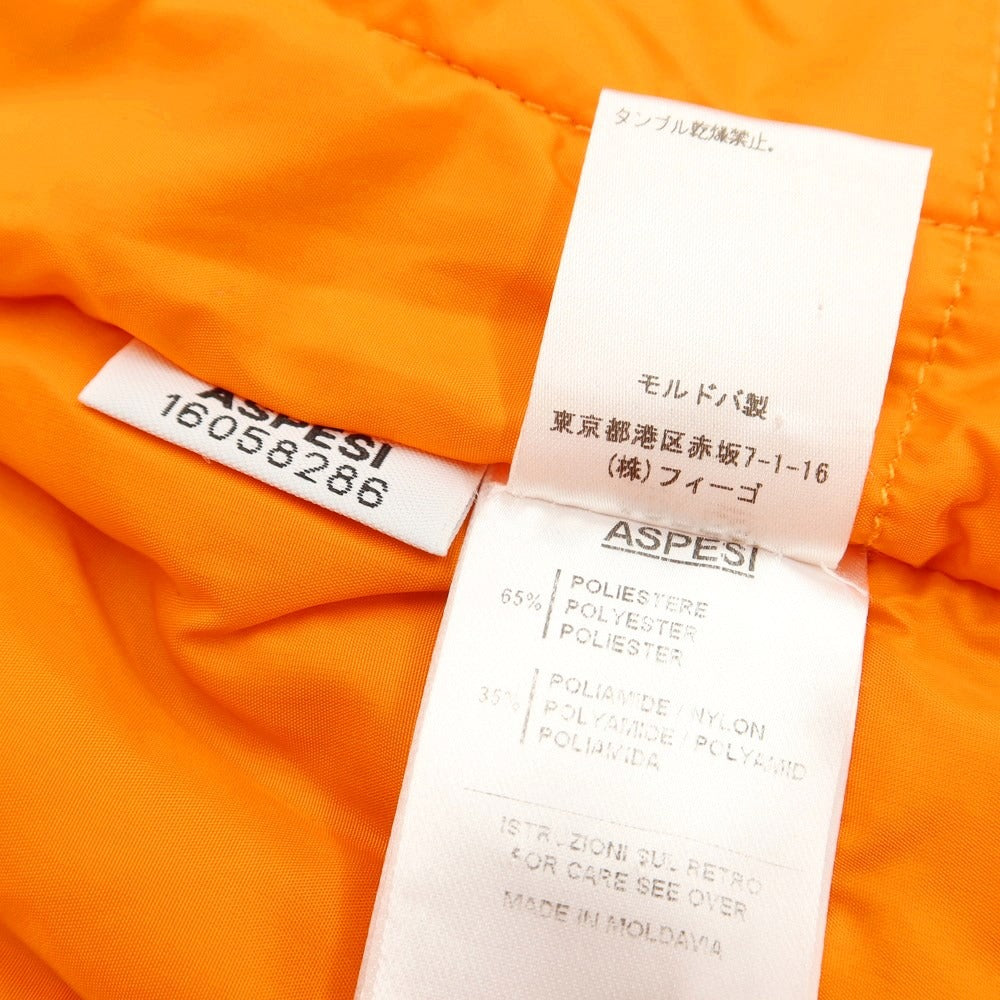 タンブル乾燥禁止.
モルドバ製
東京都港区赤坂7-1-16
(株)フィーゴ
ASPESI
16058286
ASPESI
65% POLIESTERE
POLYESTER
POLIESTER
35% POLIAMIDE / NYLON
POLYAMIDE / POLYAMID
POLIAMIDA
ISTRUZIONI SUL RETRO
FOR CARE SEE OVER
MADE IN MOLDAVIA